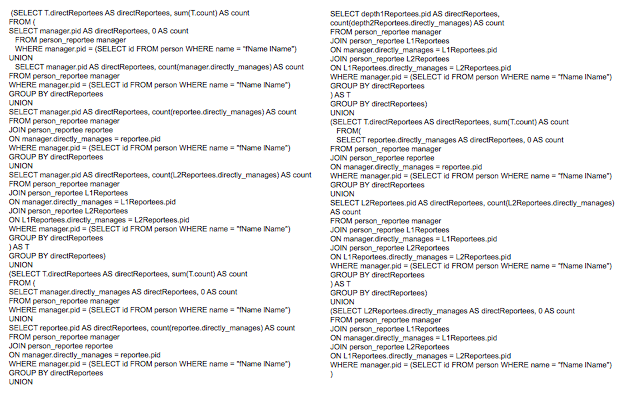 (SELECT T.directReportees AS directReportees, sum(T.count) AS count
FROM (
SELECT manager.pid AS directReportees, 0 AS count
FROM person_reportee manager
WHERE manager.pid = (SELECT id FROM person WHERE name = "fName lName")
UNION
SELECT manager.pid AS directReportees, count(manager.directly_manages) AS count
FROM person_reportee manager
WHERE manager.pid = (SELECT id FROM person WHERE name = "fName lName")
GROUP BY directReportees
UNION
SELECT manager.pid AS directReportees, count(reportee.directly_manages) AS count
FROM person_reportee manager
JOIN person_reportee reportee
ON manager.directly_manages = reportee.pid
WHERE manager.pid = (SELECT id FROM person WHERE name = "fName lName")
GROUP BY directReportees
UNION
SELECT manager.pid AS directReportees, count(L2Reportees.directly_manages) AS count
FROM person_reportee manager
JOIN person_reportee L1Reportees
ON manager.directly_manages = L1Reportees.pid
JOIN person_reportee L2Reportees
ON L1Reportees.directly_manages = L2Reportees.pid
WHERE manager.pid = (SELECT id FROM person WHERE name = "fName lName")
GROUP BY directReportees
) AS T
GROUP BY directReportees)
UNION
(SELECT T.directReportees AS directReportees, sum(T.count) AS count
FROM (
SELECT manager.directly_manages AS directReportees, 0 AS count
FROM person_reportee manager
WHERE manager.pid = (SELECT id FROM person WHERE name = "fName lName")
UNION
SELECT reportee.pid AS directReportees, count(reportee.directly_manages) AS count
FROM person_reportee manager
JOIN person_reportee reportee
ON manager.directly_manages = reportee.pid
WHERE manager.pid = (SELECT id FROM person WHERE name = "fName lName")
GROUP BY directReportees
UNION
SELECT depth1Reportees.pid AS directReportees,
count(depth2Reportees.directly_manages) AS count
FROM person_reportee manager
JOIN person_reportee L1Reportees
ON manager.directly_manages = L1Reportees.pid
JOIN person_reportee L2Reportees
ON L1Reportees.directly_manages = L2Reportees.pid
WHERE manager.pid = (SELECT id FROM person WHERE name = "fName lName")
GROUP BY directReportees
) AS T
GROUP BY directReportees)
UNION
(SELECT T.directReportees AS directReportees, sum(T.count) AS count
FROM(
SELECT reportee.directly_manages AS directReportees, 0 AS count
FROM person_reportee manager
JOIN person_reportee reportee
ON manager.directly_manages = reportee.pid
WHERE manager.pid = (SELECT id FROM person WHERE name = "fName lName")
GROUP BY directReportees
UNION
SELECT L2Reportees.pid AS directReportees, count(L2Reportees.directly_manages)
AS count
FROM person_reportee manager
JOIN person_reportee L1Reportees
ON manager.directly_manages = L1Reportees.pid
JOIN person_reportee L2Reportees
ON L1Reportees.directly_manages = L2Reportees.pid
WHERE manager.pid = (SELECT id FROM person WHERE name = "fName lName")
GROUP BY directReportees
) AS T
GROUP BY directReportees)
UNION
(SELECT L2Reportees.directly_manages AS directReportees, 0 AS count
FROM person_reportee manager
JOIN person_reportee L1Reportees
ON manager.directly_manages = L1Reportees.pid
JOIN person_reportee L2Reportees
ON L1Reportees.directly_manages = L2Reportees.pid
WHERE manager.pid = (SELECT id FROM person WHERE name = "fName lName")
)